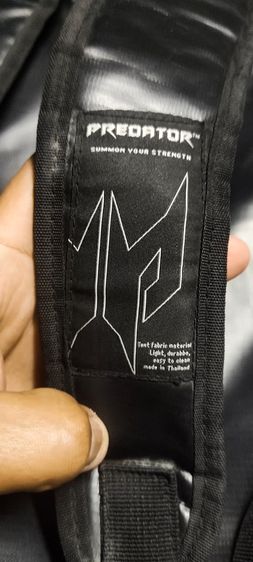 PREDATOR™
SUMMON YOUR STRENGTH
Tent fabric material
Light, durable,
easy to clean
made in Thailand